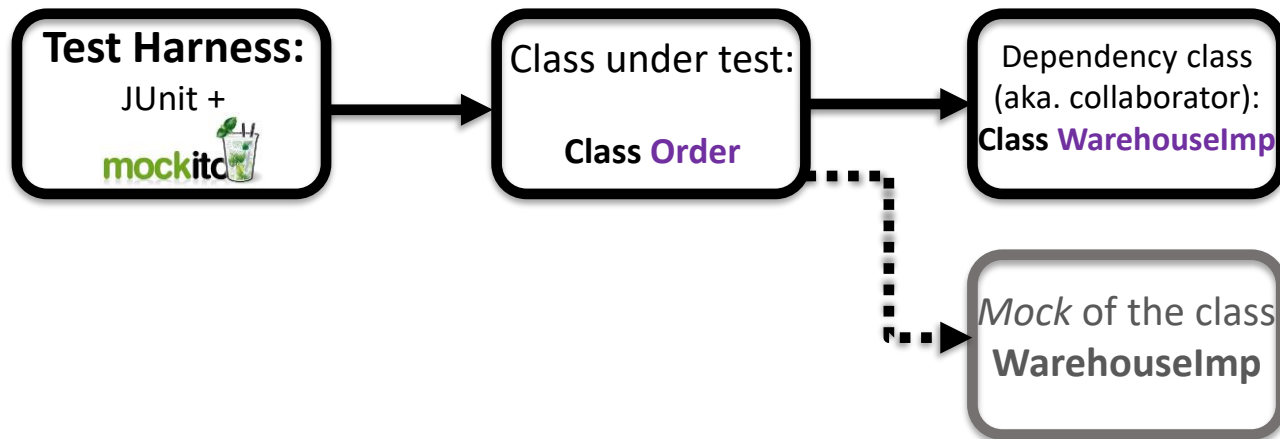 Test Harness:
JUnit +
mockito
Class under test:
Class Order
Dependency class
(aka. collaborator):
Class WarehouseImp
Mock of the class
WarehouseImp